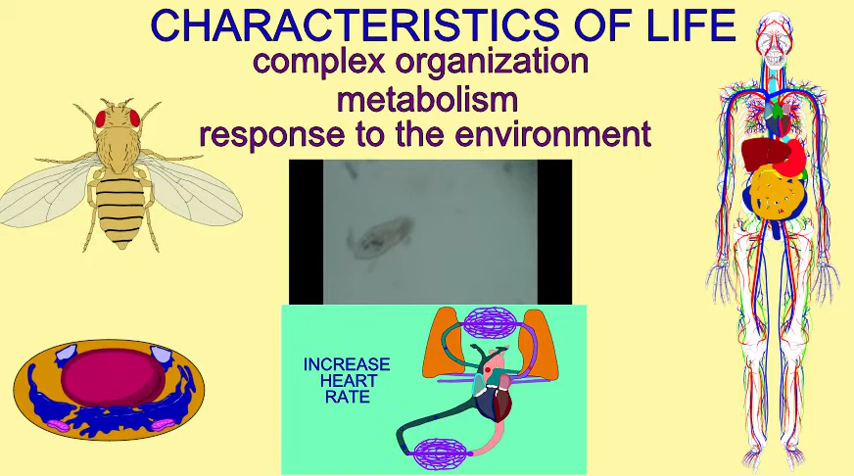 CHARACTERISTICS OF LIFE
complex organization
metabolism
response to the environment
INCREASE
HEART
RATE